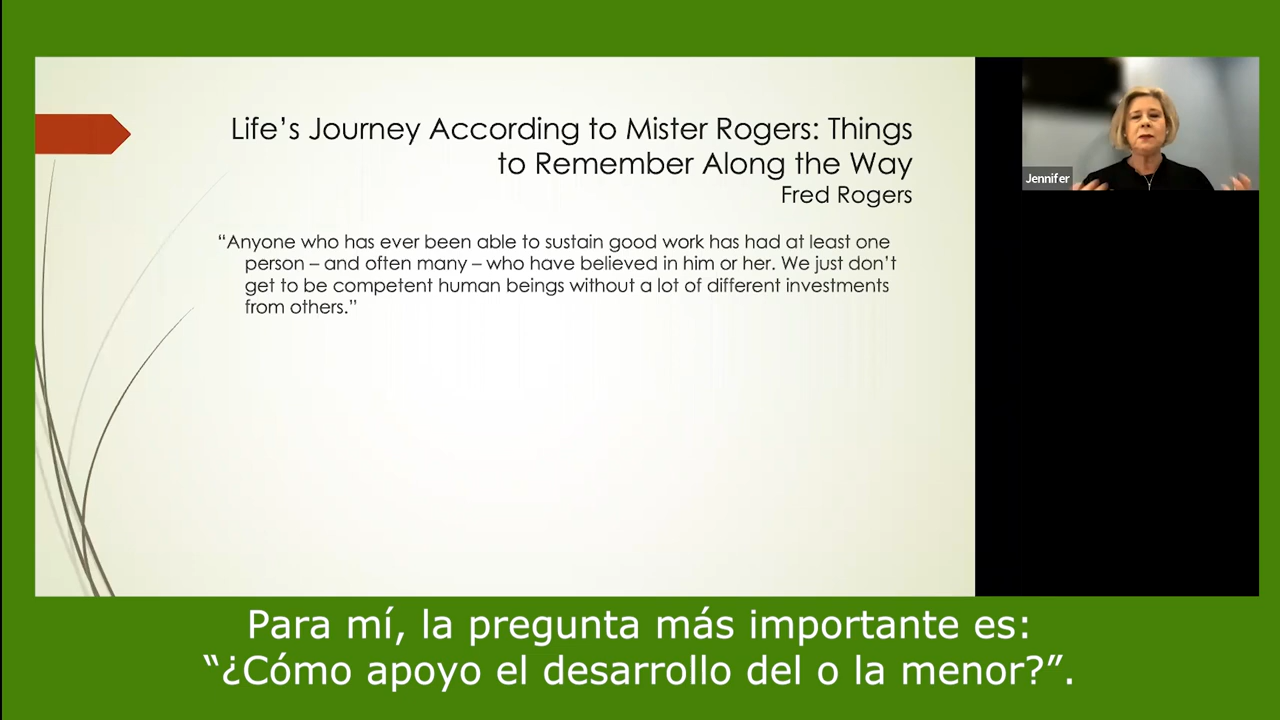 Life’s Journey According to Mister Rogers: Things
to Remember Along the Way
Fred Rogers
“Anyone who has ever been able to sustain good work has had at least one
person – and often many – who have believed in him or her. We just don’t
get to be competent human beings without a lot of different investments
from others.”
Jennifer
Para mí, la pregunta más importante es:
“¿Cómo apoyo el desarrollo del o la menor?”.